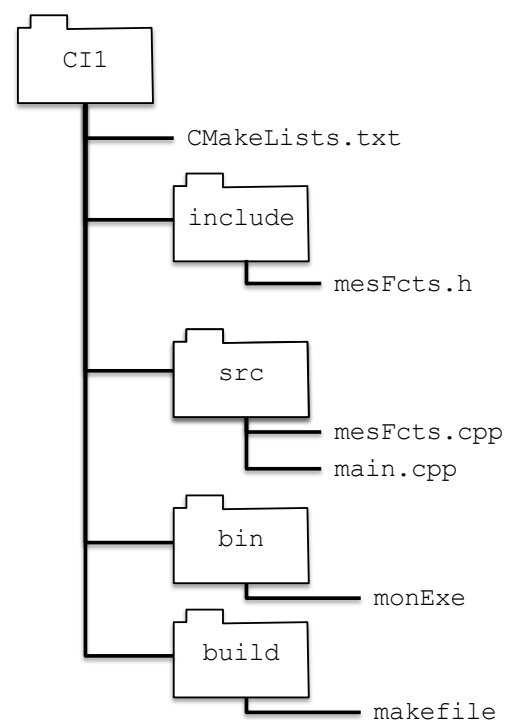 CI1
CMakeLists.txt
include
mesFcts.h
src
mesFcts.cpp
main.cpp
bin
monExe
build
makefile